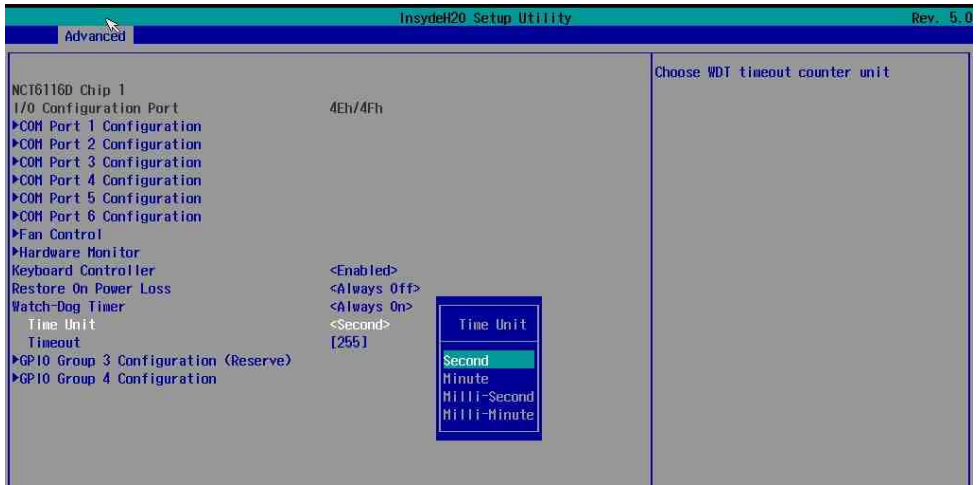 InsydeH20 Setup Utility Rev. 5.0
Advanced
Choose WDT timeout counter unit
NCT6116D Chip 1
I/O Configuration Port 4Eh/4Fh
▶COM Port 1 Configuration
▶COM Port 2 Configuration
▶COM Port 3 Configuration
▶COM Port 4 Configuration
▶COM Port 5 Configuration
▶COM Port 6 Configuration
▶Fan Control
▶Hardware Monitor
Keyboard Controller <Enabled>
Restore On Power Loss <Always Off>
Watch-Dog Timer <Always On>
Time Unit <Second>
Timeout [255]
▶GPIO Group 3 Configuration (Reserve)
▶GPIO Group 4 Configuration
Time Unit
Second
Minute
Milli-Second
Milli-Minute